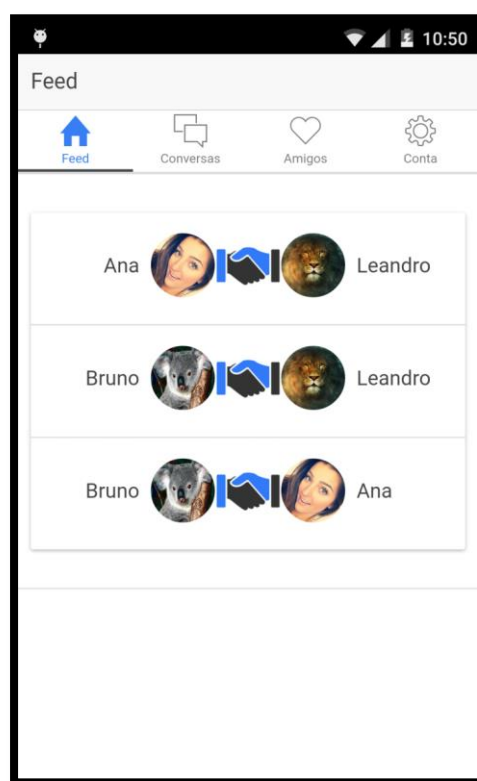 10:50
Feed
Feed Conversas Amigos Conta
Ana Leandro
Bruno Leandro
Bruno Ana